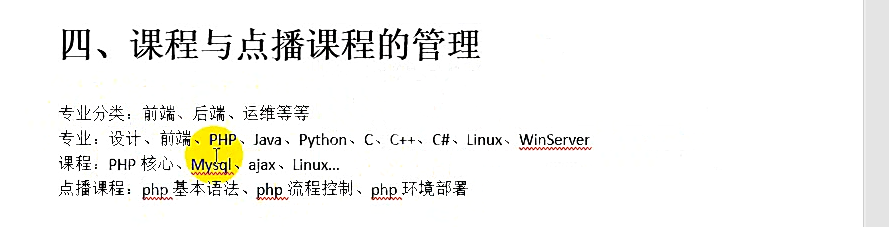 四、课程与点播课程的管理
专业分类：前端、后端、运维等等
专业：设计、前端、PHP、Java、Python、C、C++、C#、Linux、WinServer
课程：PHP 核心、Mysql、ajax、Linux...
点播课程：php 基本语法、php 流程控制、php 环境部署